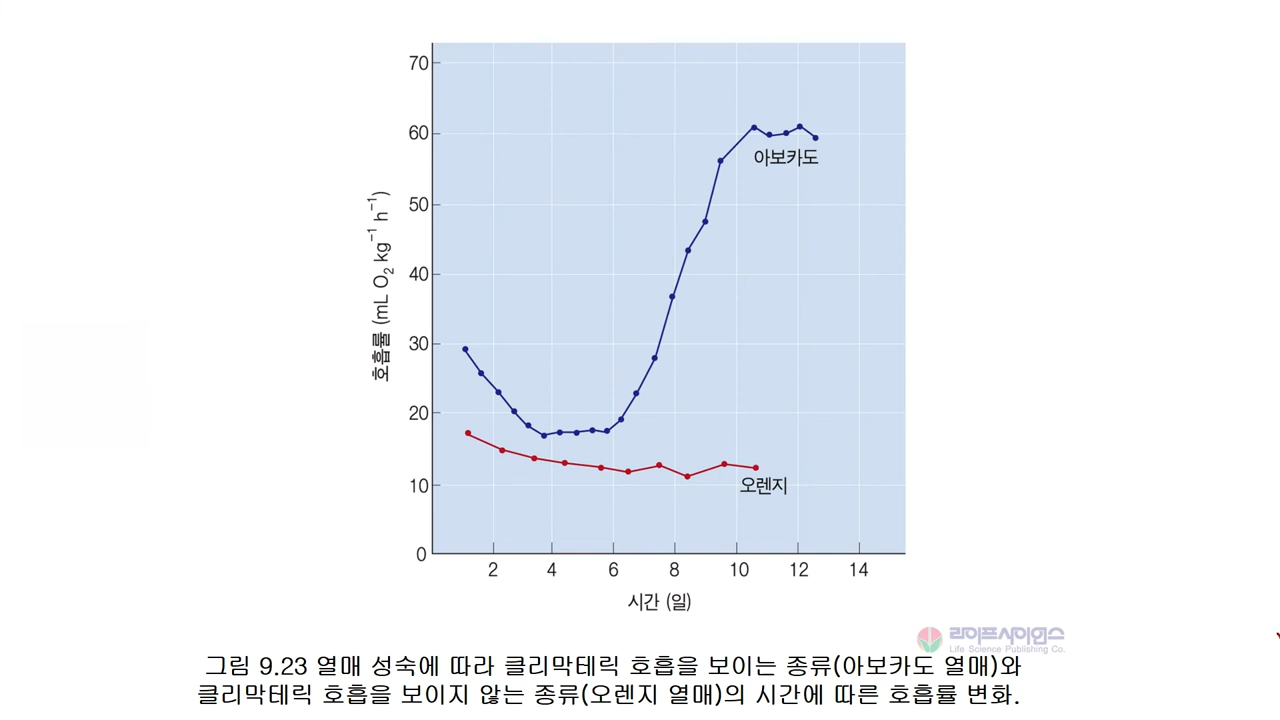 70
60
50
40
30
20
10
0
호흡률 (mL O₂ kg⁻¹ h⁻¹)
아보카도
오렌지
2 4 6 8 10 12 14
시간 (일)
라이프사이언스
Life Science Publishing Co.
그림 9.23 열매 성숙에 따라 클리막테릭 호흡을 보이는 종류(아보카도 열매)와
클리막테릭 호흡을 보이지 않는 종류(오렌지 열매)의 시간에 따른 호흡률 변화.